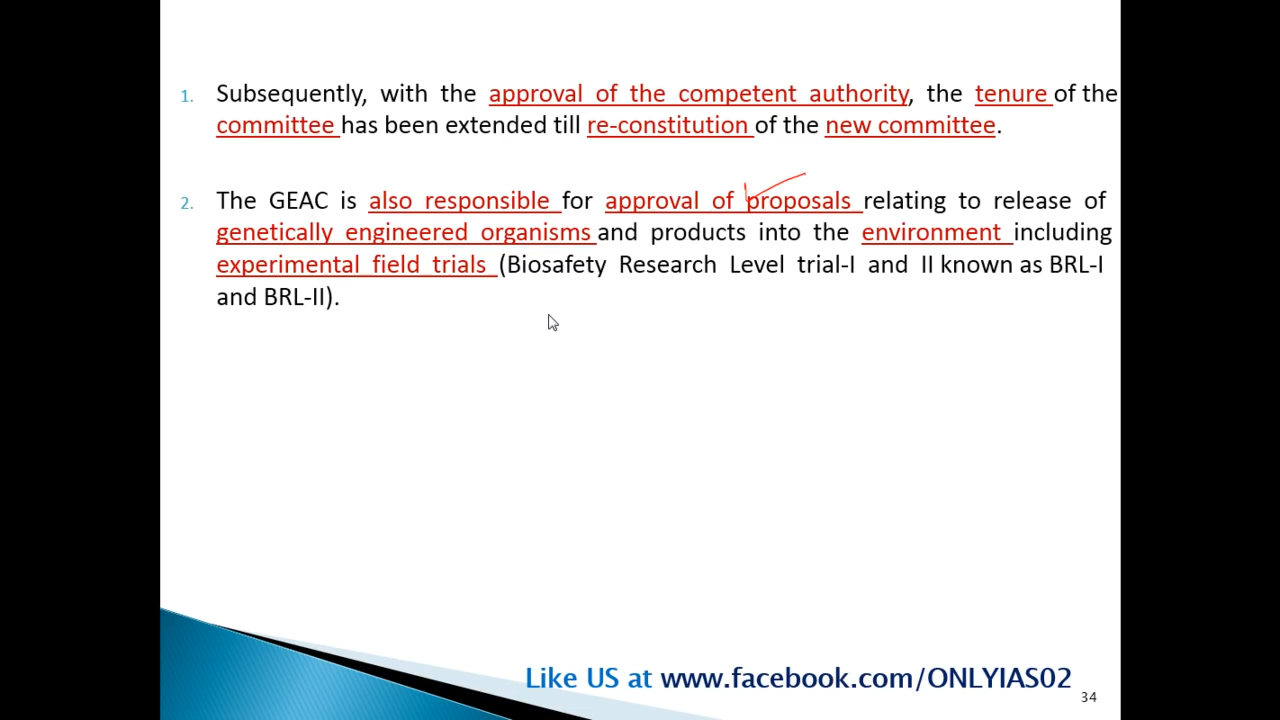 1. Subsequently, with the approval of the competent authority, the tenure of the
committee has been extended till re-constitution of the new committee.
2. The GEAC is also responsible for approval of proposals relating to release of
genetically engineered organisms and products into the environment including
experimental field trials (Biosafety Research Level trial-I and II known as BRL-I
and BRL-II).
Like US at www.facebook.com/ONLYIAS02
34